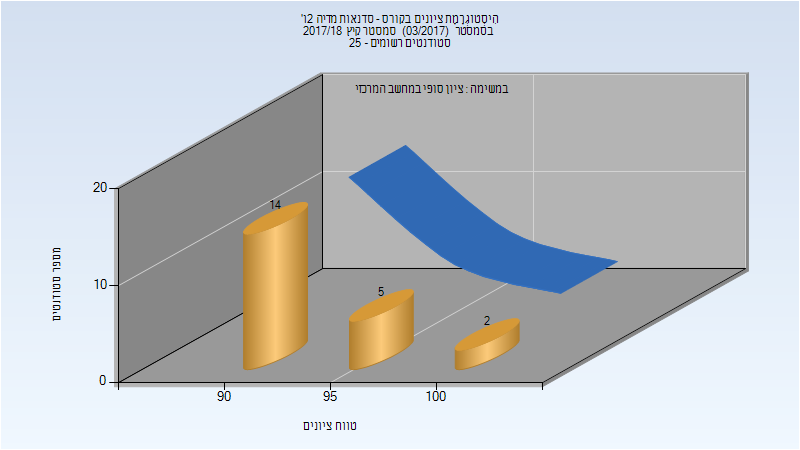 היסטוגרמת ציונים בקורס - סדנאות מדיה 2ו'
בסמסטר (03/2017) סמסטר קיץ 2017/18
סטודנטים רשומים - 25
במשימה : ציון סופי במחשב המרכזי
מספר סטודנטים
20
10
0
14
5
2
90
95
100
טווח ציונים